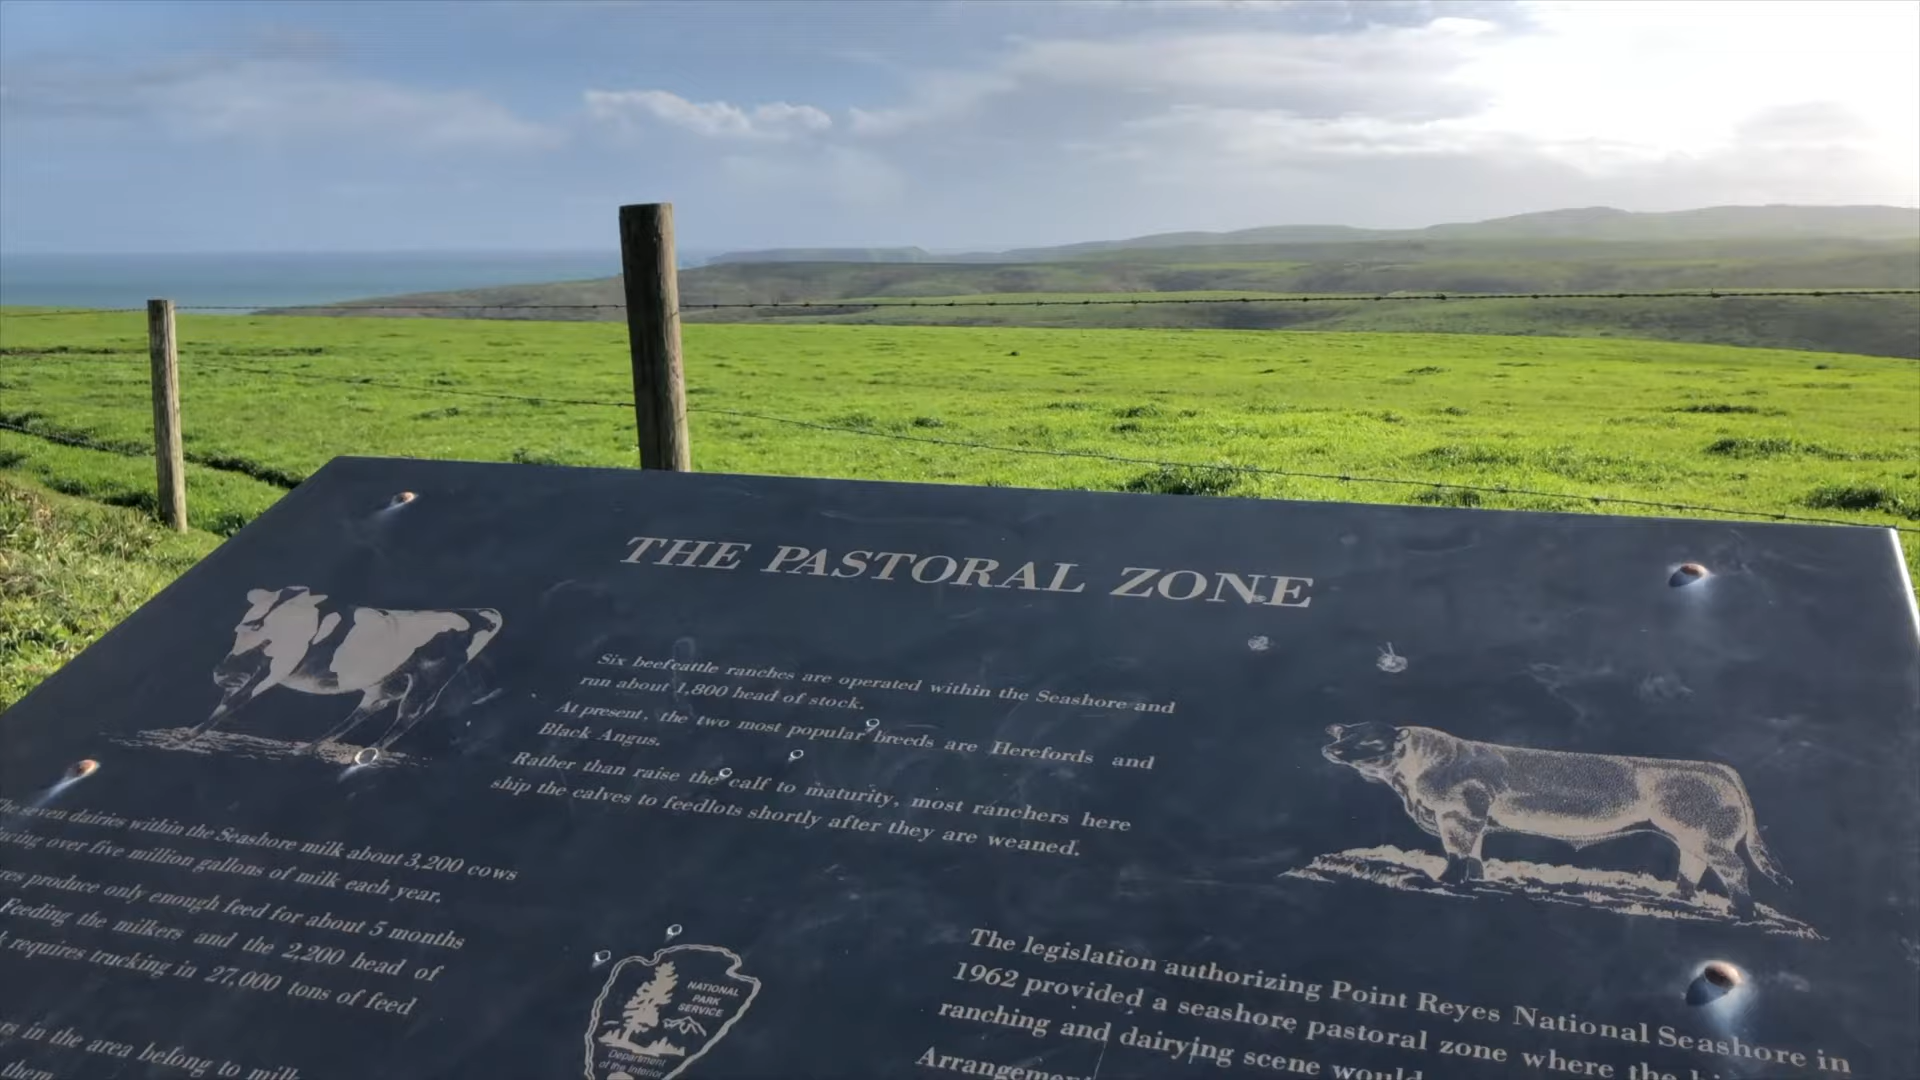 THE PASTORAL ZONE
Six beefcattle ranches are operated within the Seashore and
run about 1,800 head of stock.
At present, the two most popular breeds are Herefords and
Black Angus.
Rather than raise the calf to maturity, most ranchers here
ship the calves to feedlots shortly after they are weaned.
The seven dairies within the Seashore milk about 3,200 cows
over five million gallons of milk each year.
produce only enough feed for about 5 months
Feeding the milkers and the 2,200 head of
requires trucking in 27,000 tons of feed
in the area belong to
them
NATIONAL
PARK
SERVICE
Department
of the Interior
The legislation authorizing Point Reyes National Seashore in
1962 provided a seashore pastoral zone where the
ranching and dairying scene would